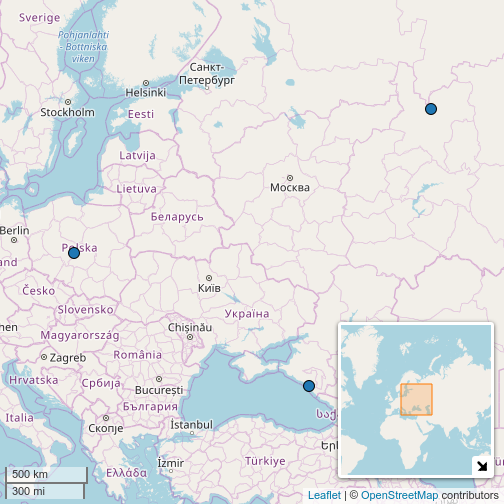 Sverige
Pohjanlahti
- Bottniska
viken
Санкт-
Петербург
Helsinki
Stockholm
Eesti
Latvija
Москва
Lietuva
Беларусь
Berlin
Polska
and
Київ
Česko
Slovensko
Україна
nen
Chișinău
Magyarország
Zagreb
România
Hrvatska
Србија
București
България
Italia
Скопје
Istanbul
Ελλάς
İzmir
Türkiye
500 km
300 mi
Leaflet | © OpenStreetMap contributors